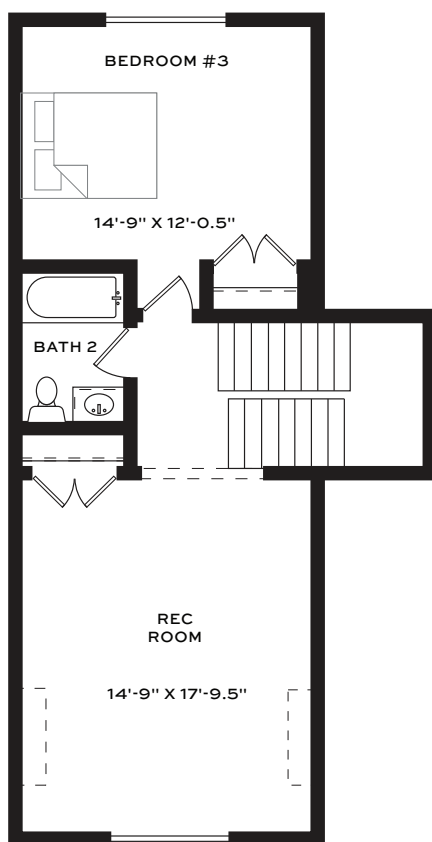 BEDROOM #3
14'-9" X 12'-0.5"
BATH 2
REC
ROOM
14'-9" X 17'-9.5"